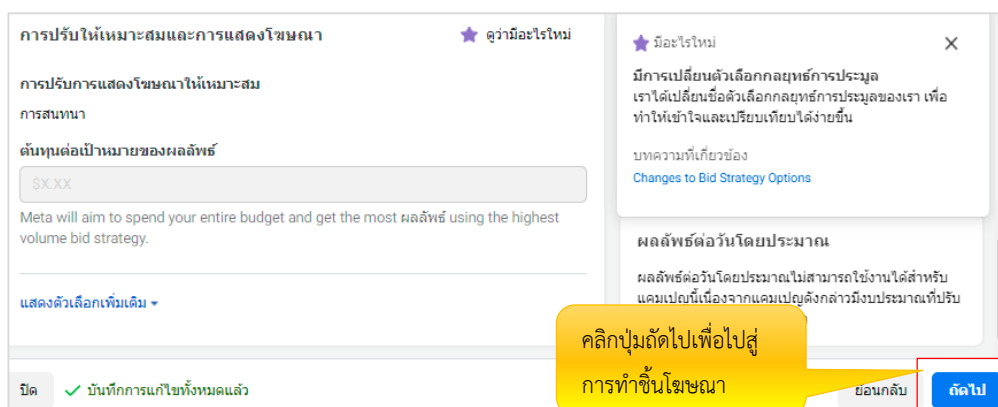 การปรับให้เหมาะสมและการแสดงโฆษณา
ดูว่ามีอะไรใหม่
การปรับการแสดงโฆษณาให้เหมาะสม
การสนทนา
ต้นทุนต่อเป้าหมายของผลลัพธ์
$X.XX
Meta will aim to spend your entire budget and get the most ผลลัพธ์ using the highest
volume bid strategy.
แสดงตัวเลือกเพิ่มเติม
มีอะไรใหม่
มีการเปลี่ยนตัวเลือกกลยุทธ์การประมูล
เราได้เปลี่ยนชื่อตัวเลือกกลยุทธ์การประมูลของเรา เพื่อ
ทำให้เข้าใจและเปรียบเทียบได้ง่ายขึ้น
บทความที่เกี่ยวข้อง
Changes to Bid Strategy Options
ผลลัพธ์ต่อวันโดยประมาณ
ผลลัพธ์ต่อวันโดยประมาณไม่สามารถใช้งานได้สำหรับ
แคมเปญนี้เนื่องจากแคมเปญดังกล่าวมีงบประมาณที่ปรับ
คลิกปุ่มถัดไปเพื่อไปสู่
การทำชิ้นโฆษณา
ปิด
บันทึกการแก้ไขทั้งหมดแล้ว
ย้อนกลับ
ถัดไป